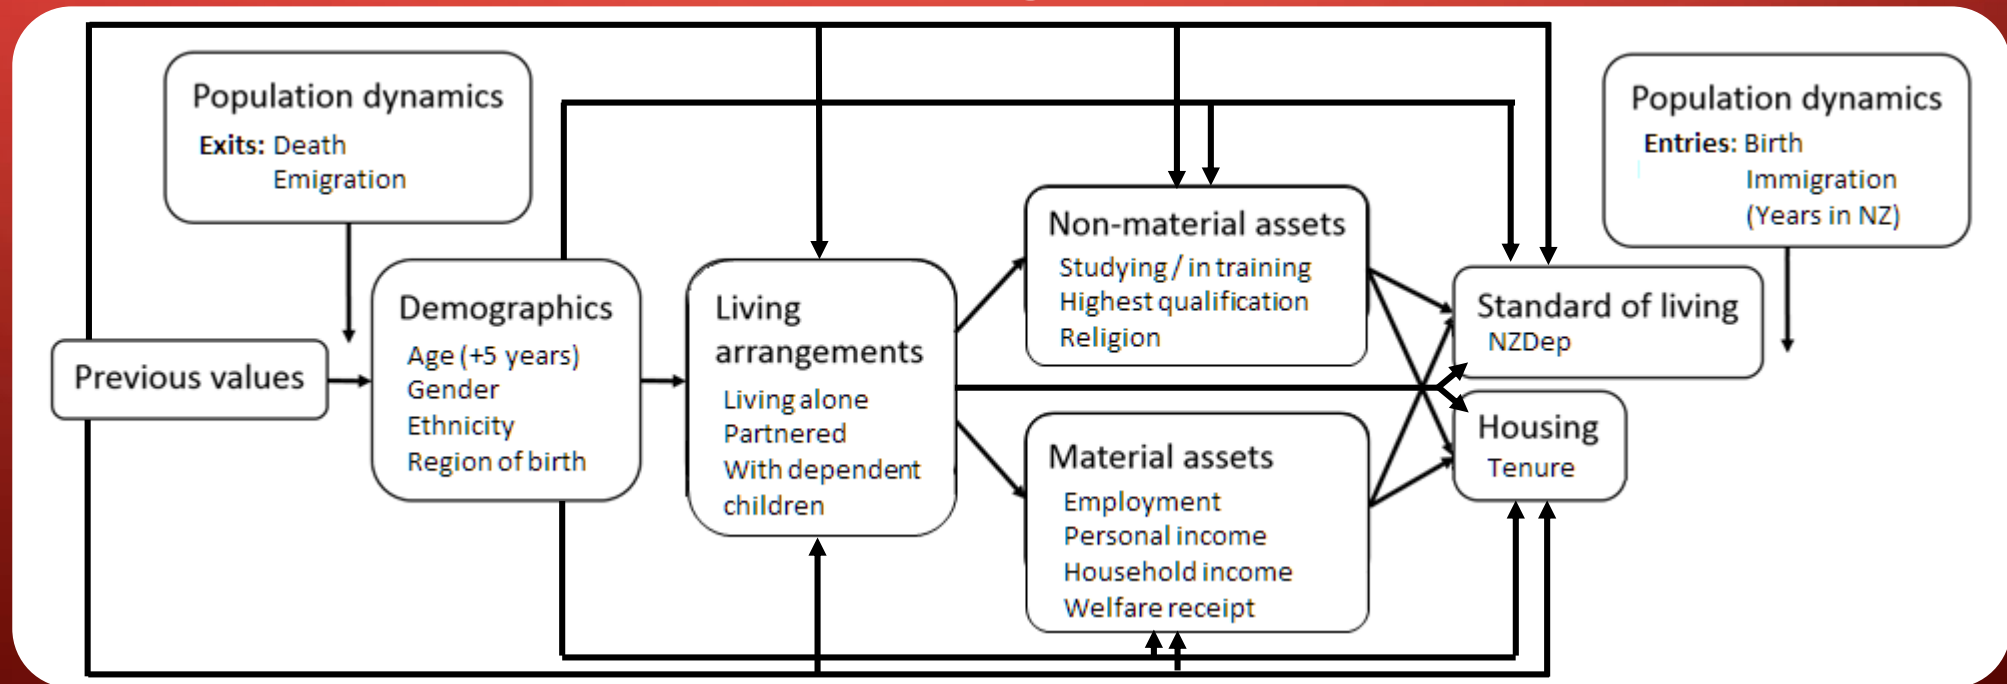 Population dynamics
Exits: Death
Emigration
Previous values
Demographics
Age (+5 years)
Gender
Ethnicity
Region of birth
Living
arrangements
Living alone
Partnered
With dependent
children
Non-material assets
Studying / in training
Highest qualification
Religion
Material assets
Employment
Personal income
Household income
Welfare receipt
Standard of living
NZDep
Housing
Tenure
Population dynamics
Entries: Birth
Immigration
(Years in NZ)